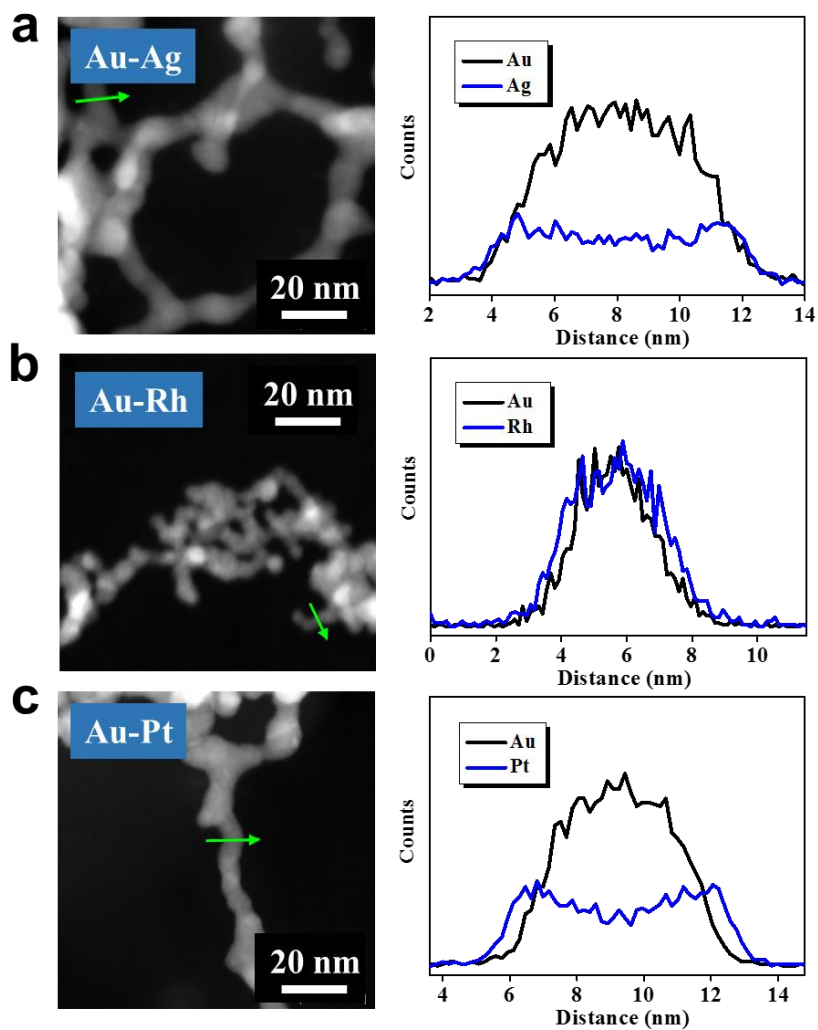 a
Au-Ag
20 nm
Au
Ag
Counts
2 4 6 8 10 12 14
Distance (nm)
b
Au-Rh
20 nm
Au
Rh
Counts
0 2 4 6 8 10
Distance (nm)
c
Au-Pt
20 nm
Au
Pt
Counts
4 6 8 10 12 14
Distance (nm)